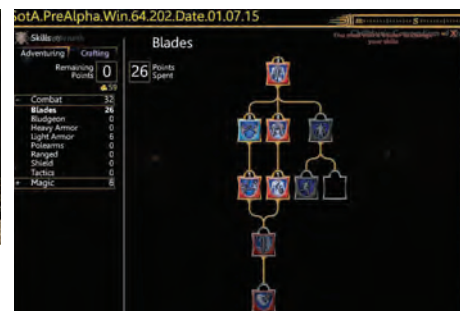 SotA.PreAlpha.Win.64.202.Date.01.07.15
Skills
Blades
Adventuring Crafting
Remaining Points 0
26 Points Spent
59
- Combat 32
Blades 26
Bludgeon 0
Heavy Armor 0
Light Armor 6
Polearms 0
Ranged 0
Shield 0
Tactics 0
+ Magic 6
your skill